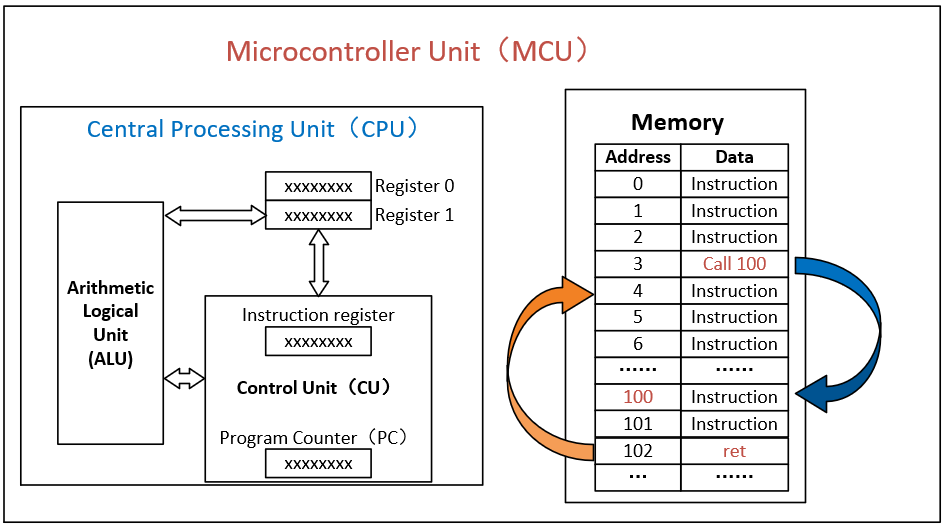 Microcontroller Unit（MCU）
Central Processing Unit（CPU）
xxxxxxxx Register 0
xxxxxxxx Register 1
Arithmetic
Logical
Unit
(ALU)
Instruction register
xxxxxxxx
Control Unit（CU）
Program Counter（PC）
xxxxxxxx
Memory
Address Data
0 Instruction
1 Instruction
2 Instruction
3 Call 100
4 Instruction
5 Instruction
6 Instruction
…… ……
100 Instruction
101 Instruction
102 ret
… ……